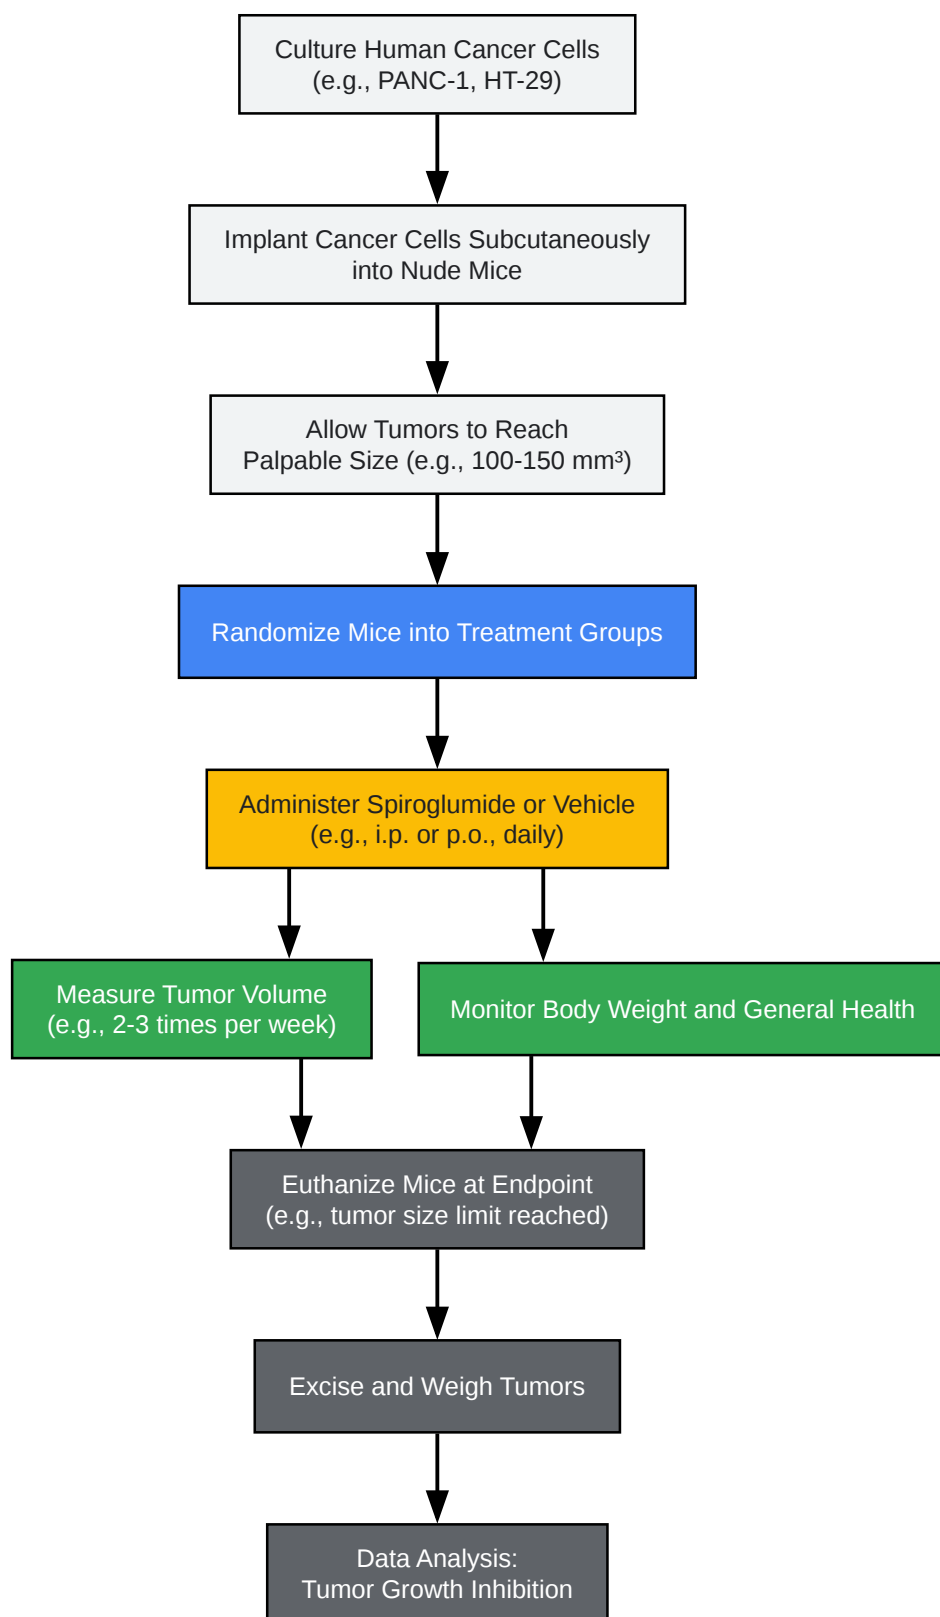 Culture Human Cancer Cells
(e.g., PANC-1, HT-29)
Implant Cancer Cells Subcutaneously
into Nude Mice
Allow Tumors to Reach
Palpable Size (e.g., 100-150 mm³)
Randomize Mice into Treatment Groups
Administer Spiroglumide or Vehicle
(e.g., i.p. or p.o., daily)
Measure Tumor Volume
(e.g., 2-3 times per week)
Monitor Body Weight and General Health
Euthanize Mice at Endpoint
(e.g., tumor size limit reached)
Excise and Weigh Tumors
Data Analysis:
Tumor Growth Inhibition